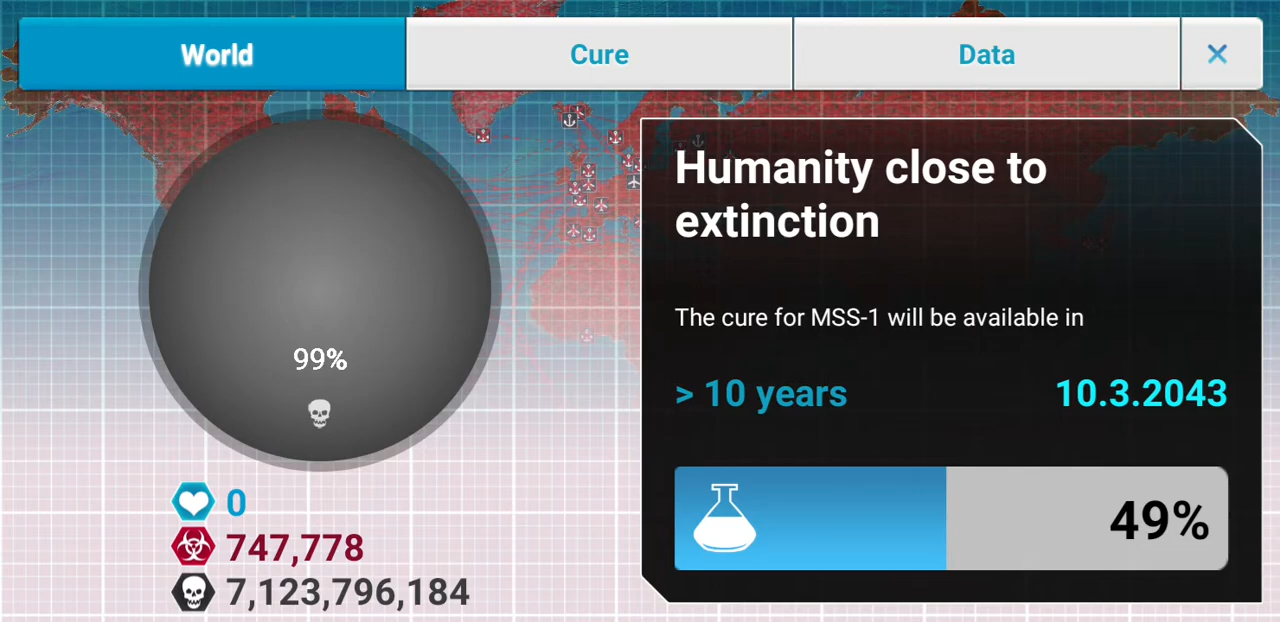 World
Cure
Data
Humanity close to
extinction
The cure for MSS-1 will be available in
> 10 years
10.3.2043
49%
99%
0
747,778
7,123,796,184